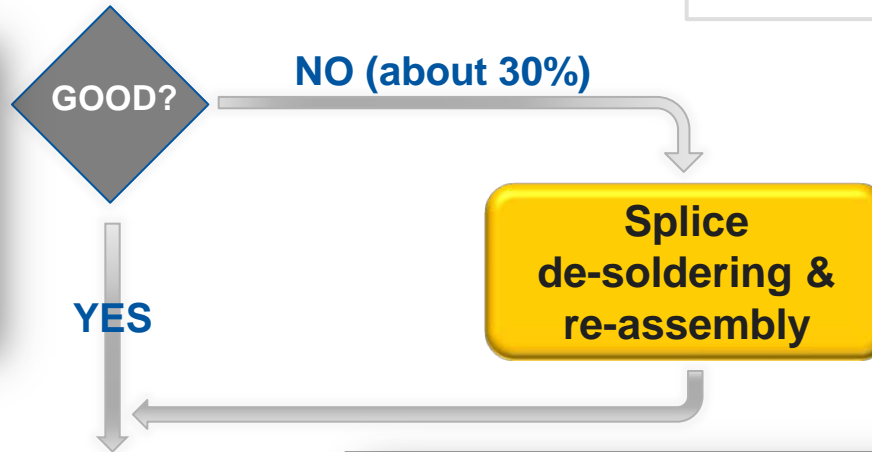 GOOD?
NO (about 30%)
Splice
de-soldering &
re-assembly
YES